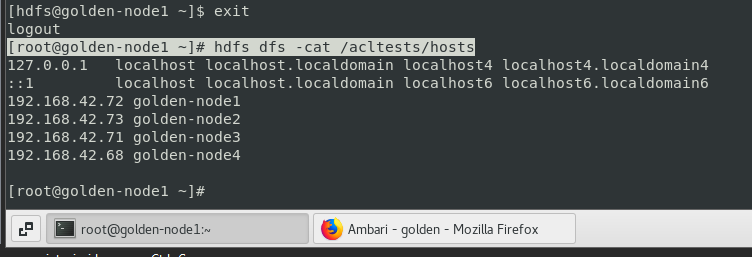 [hdfs@golden-node1 ~]$ exit
logout
[root@golden-node1 ~]# hdfs dfs -cat /acltests/hosts
127.0.0.1   localhost localhost.localdomain localhost4 localhost4.localdomain4
::1         localhost localhost.localdomain localhost6 localhost6.localdomain6
192.168.42.72 golden-node1
192.168.42.73 golden-node2
192.168.42.71 golden-node3
192.168.42.68 golden-node4
[root@golden-node1 ~]#
root@golden-node1:~ Ambari - golden - Mozilla Firefox